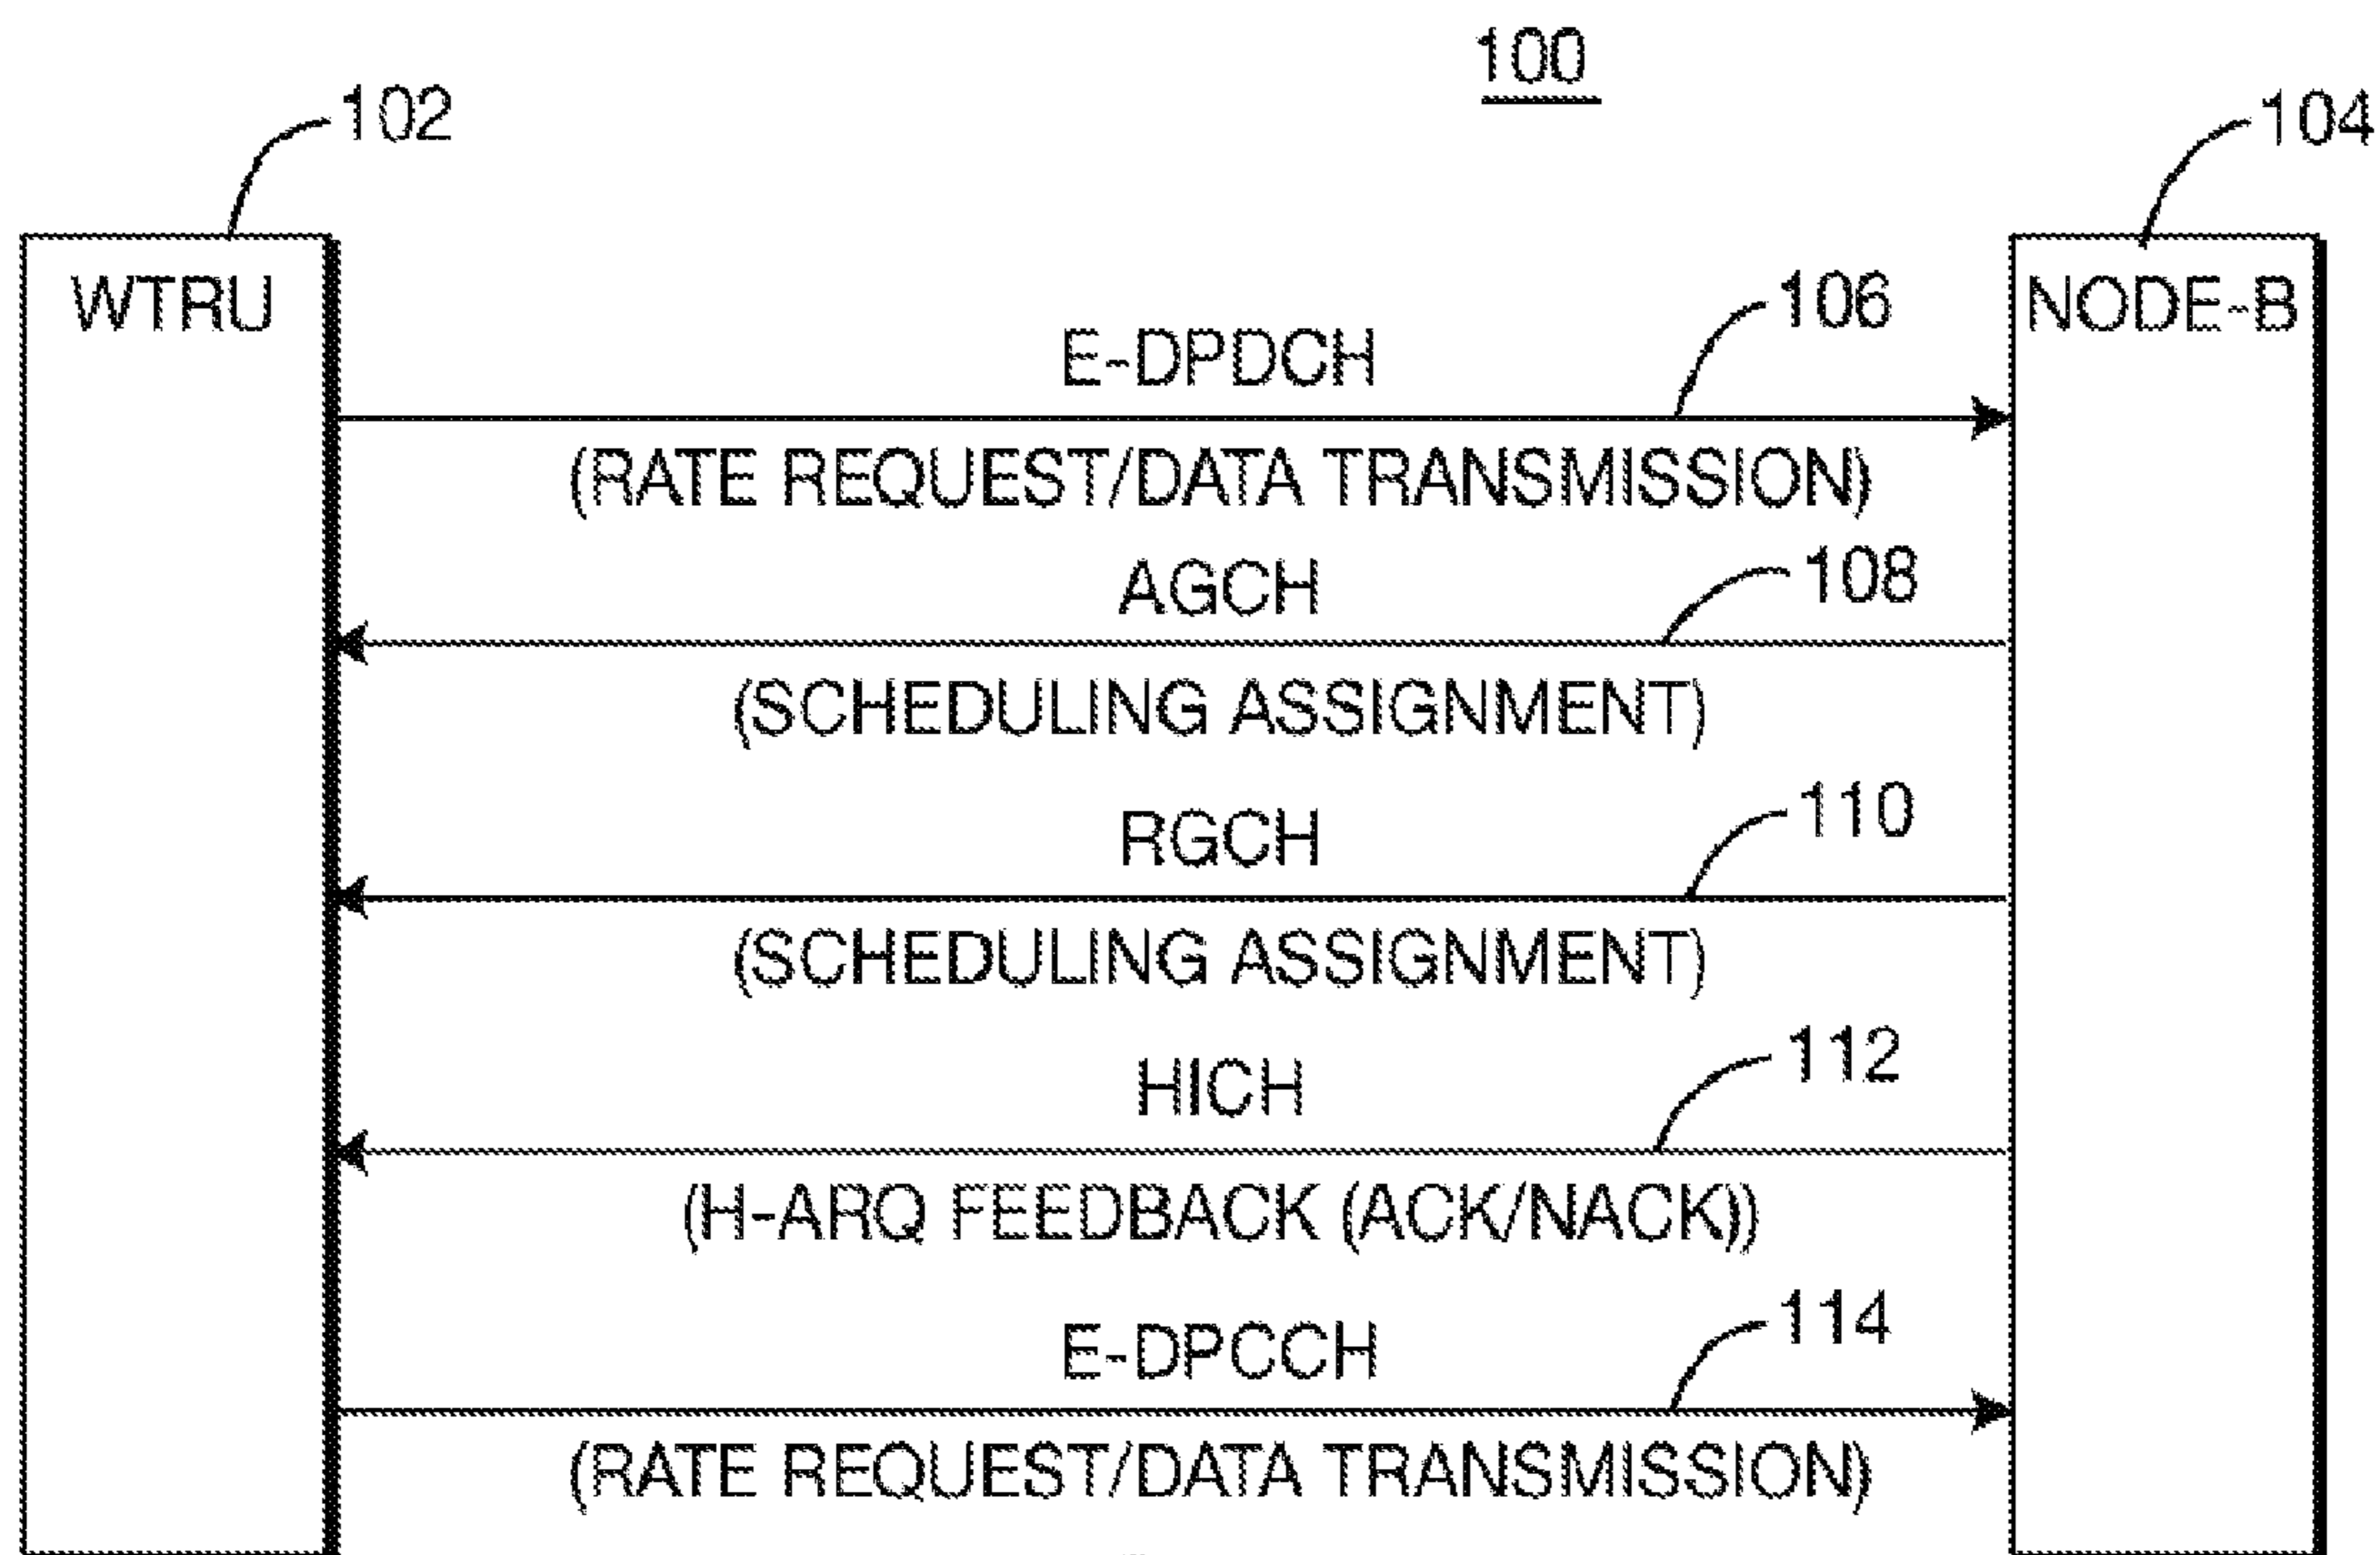 100
102
104
WTRU
NODE-B
106
E-DPDCH
(RATE REQUEST/DATA TRANSMISSION)
108
AGCH
(SCHEDULING ASSIGNMENT)
110
RGCH
(SCHEDULING ASSIGNMENT)
112
HICH
(H-ARQ FEEDBACK (ACK/NACK))
114
E-DPCCH
(RATE REQUEST/DATA TRANSMISSION)